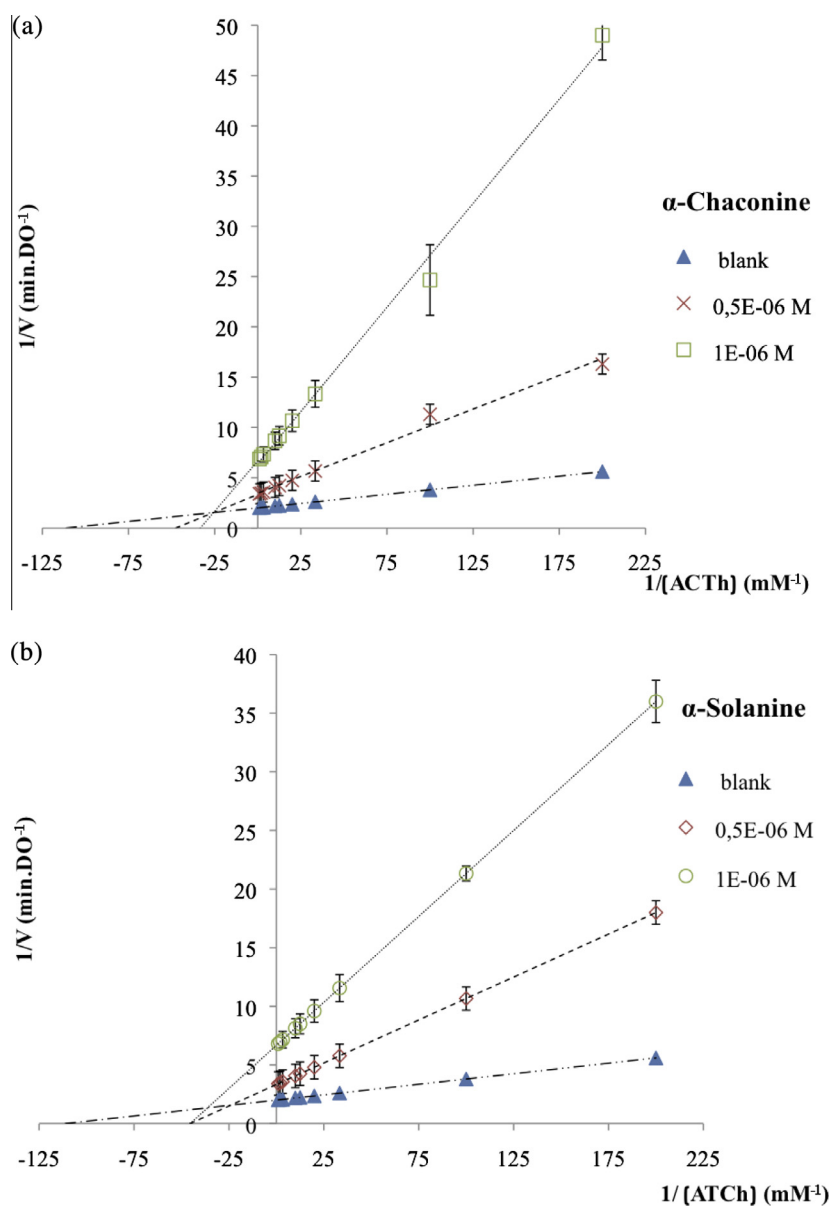 (a)
50
45
40
35
30
25
20
15
10
5
0
-125 -75 -25 25 75 125 175 225
1/V (min.DO-1)
1/{ACTh} (mM-1)
α-Chaconine
blank
0,5E-06 M
1E-06 M
(b)
40
35
30
25
20
15
10
5
0
-125 -75 -25 25 75 125 175 225
1/V (min.DO-1)
1/{ATCh} (mM-1)
α-Solanine
blank
0,5E-06 M
1E-06 M